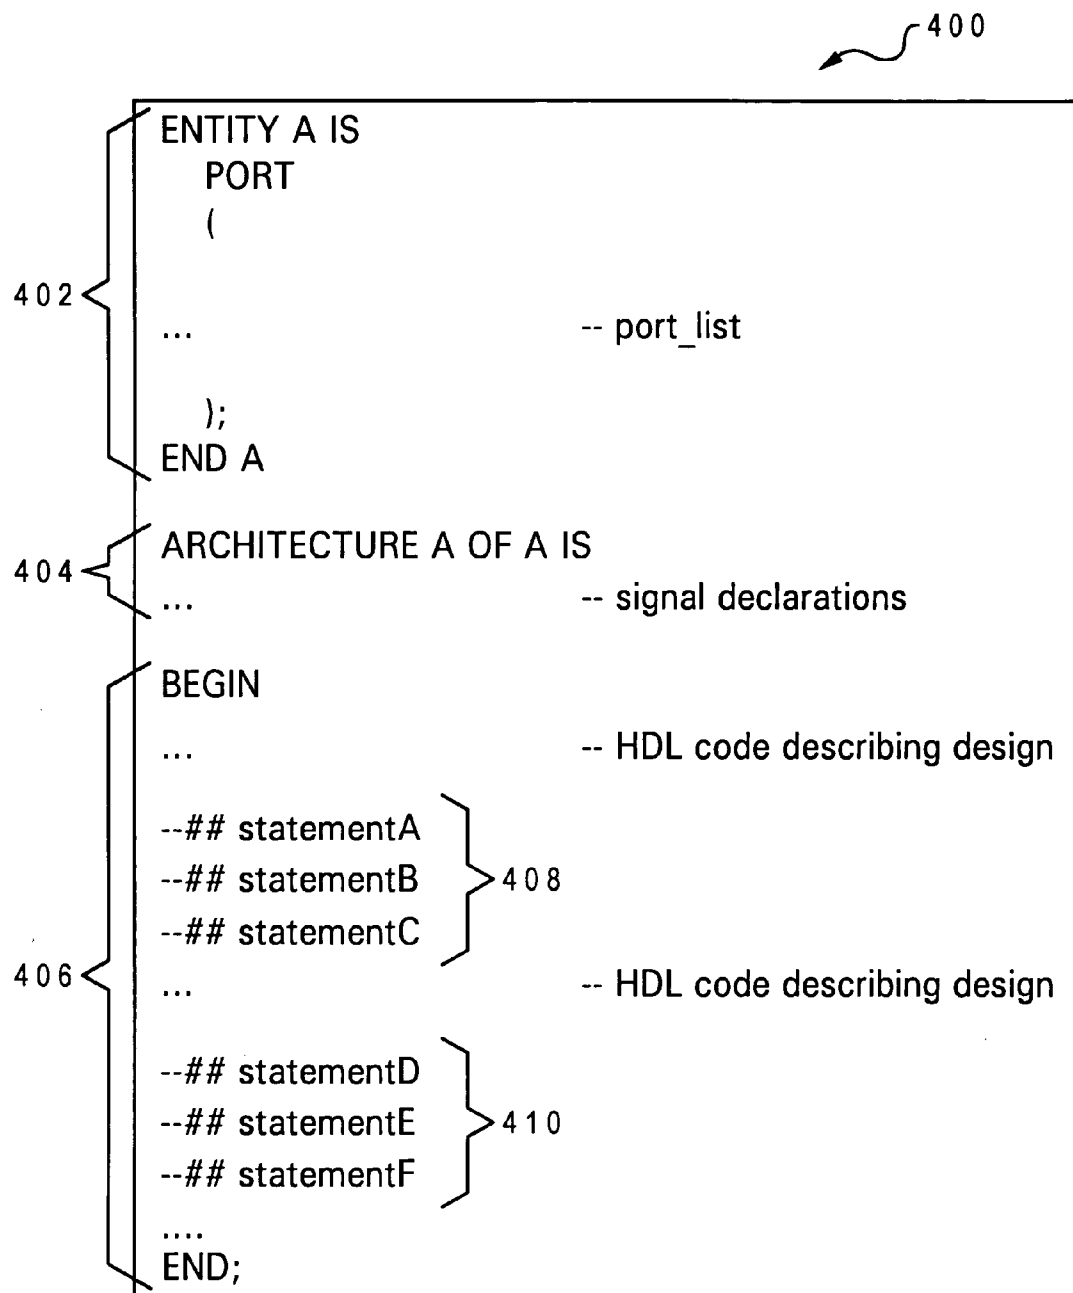 400
ENTITY A IS
PORT
(
402
... -- port_list
);
END A
ARCHITECTURE A OF A IS
404
... -- signal declarations
BEGIN
... -- HDL code describing design
--## statementA
--## statementB 408
--## statementC
406
... -- HDL code describing design
--## statementD
--## statementE 410
--## statementF
....
END;